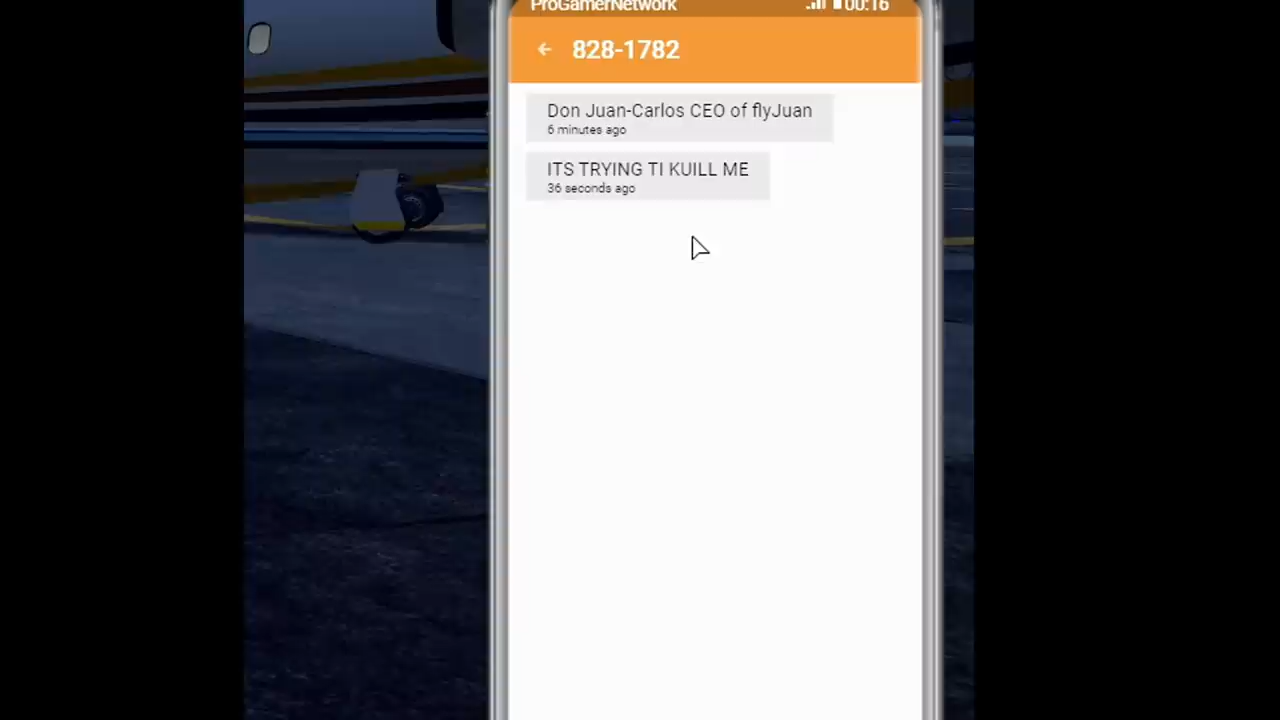 ProGamerNetwork 00:16
828-1782
Don Juan-Carlos CEO of flyJuan
6 minutes ago
ITS TRYING TI KUILL ME
36 seconds ago